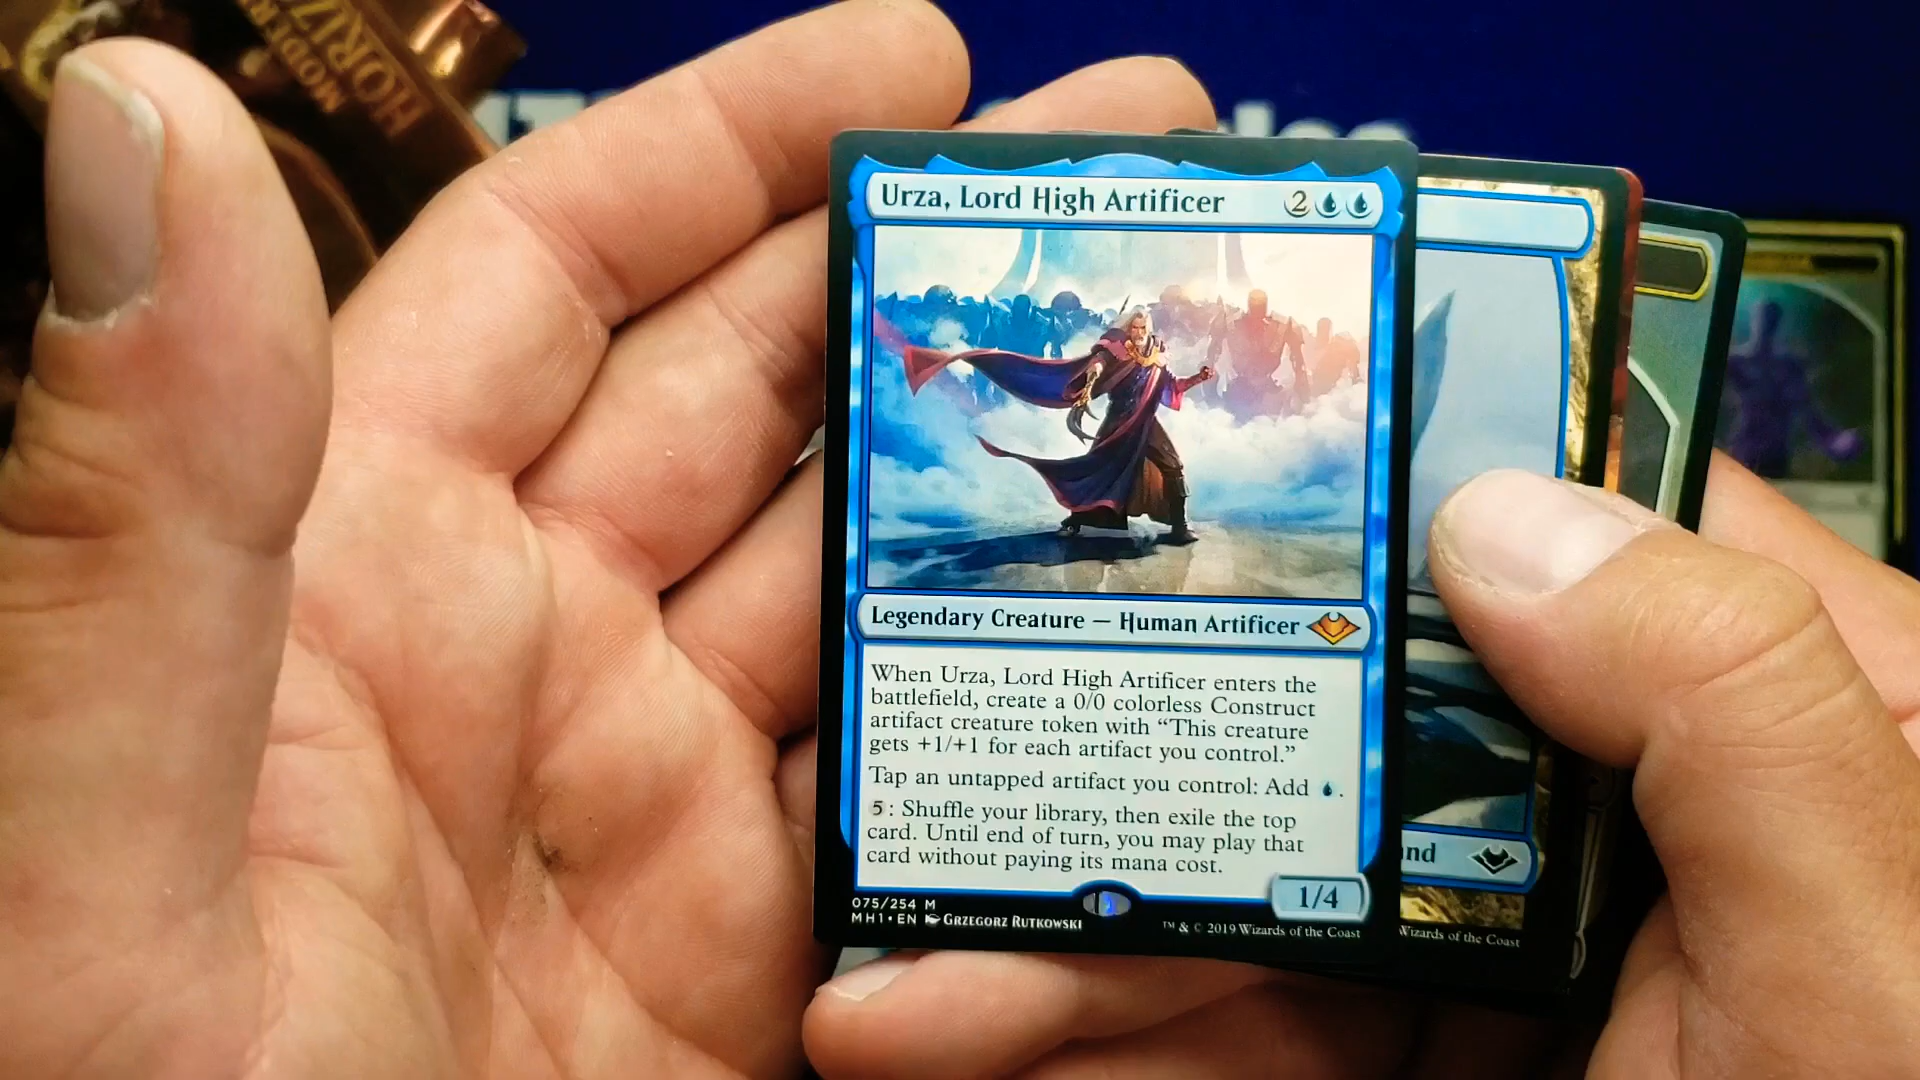 MODERN
HORIZ
Urza, Lord High Artificer 2
Legendary Creature — Human Artificer
When Urza, Lord High Artificer enters the
battlefield, create a 0/0 colorless Construct
artifact creature token with “This creature
gets +1/+1 for each artifact you control.”
Tap an untapped artifact you control: Add .
5: Shuffle your library, then exile the top
card. Until end of turn, you may play that
card without paying its mana cost.
1/4
075/254 M
MH1•EN Grzegorz Rutkowski
™ & © 2019 Wizards of the Coast
nd
Wizards of the Coast